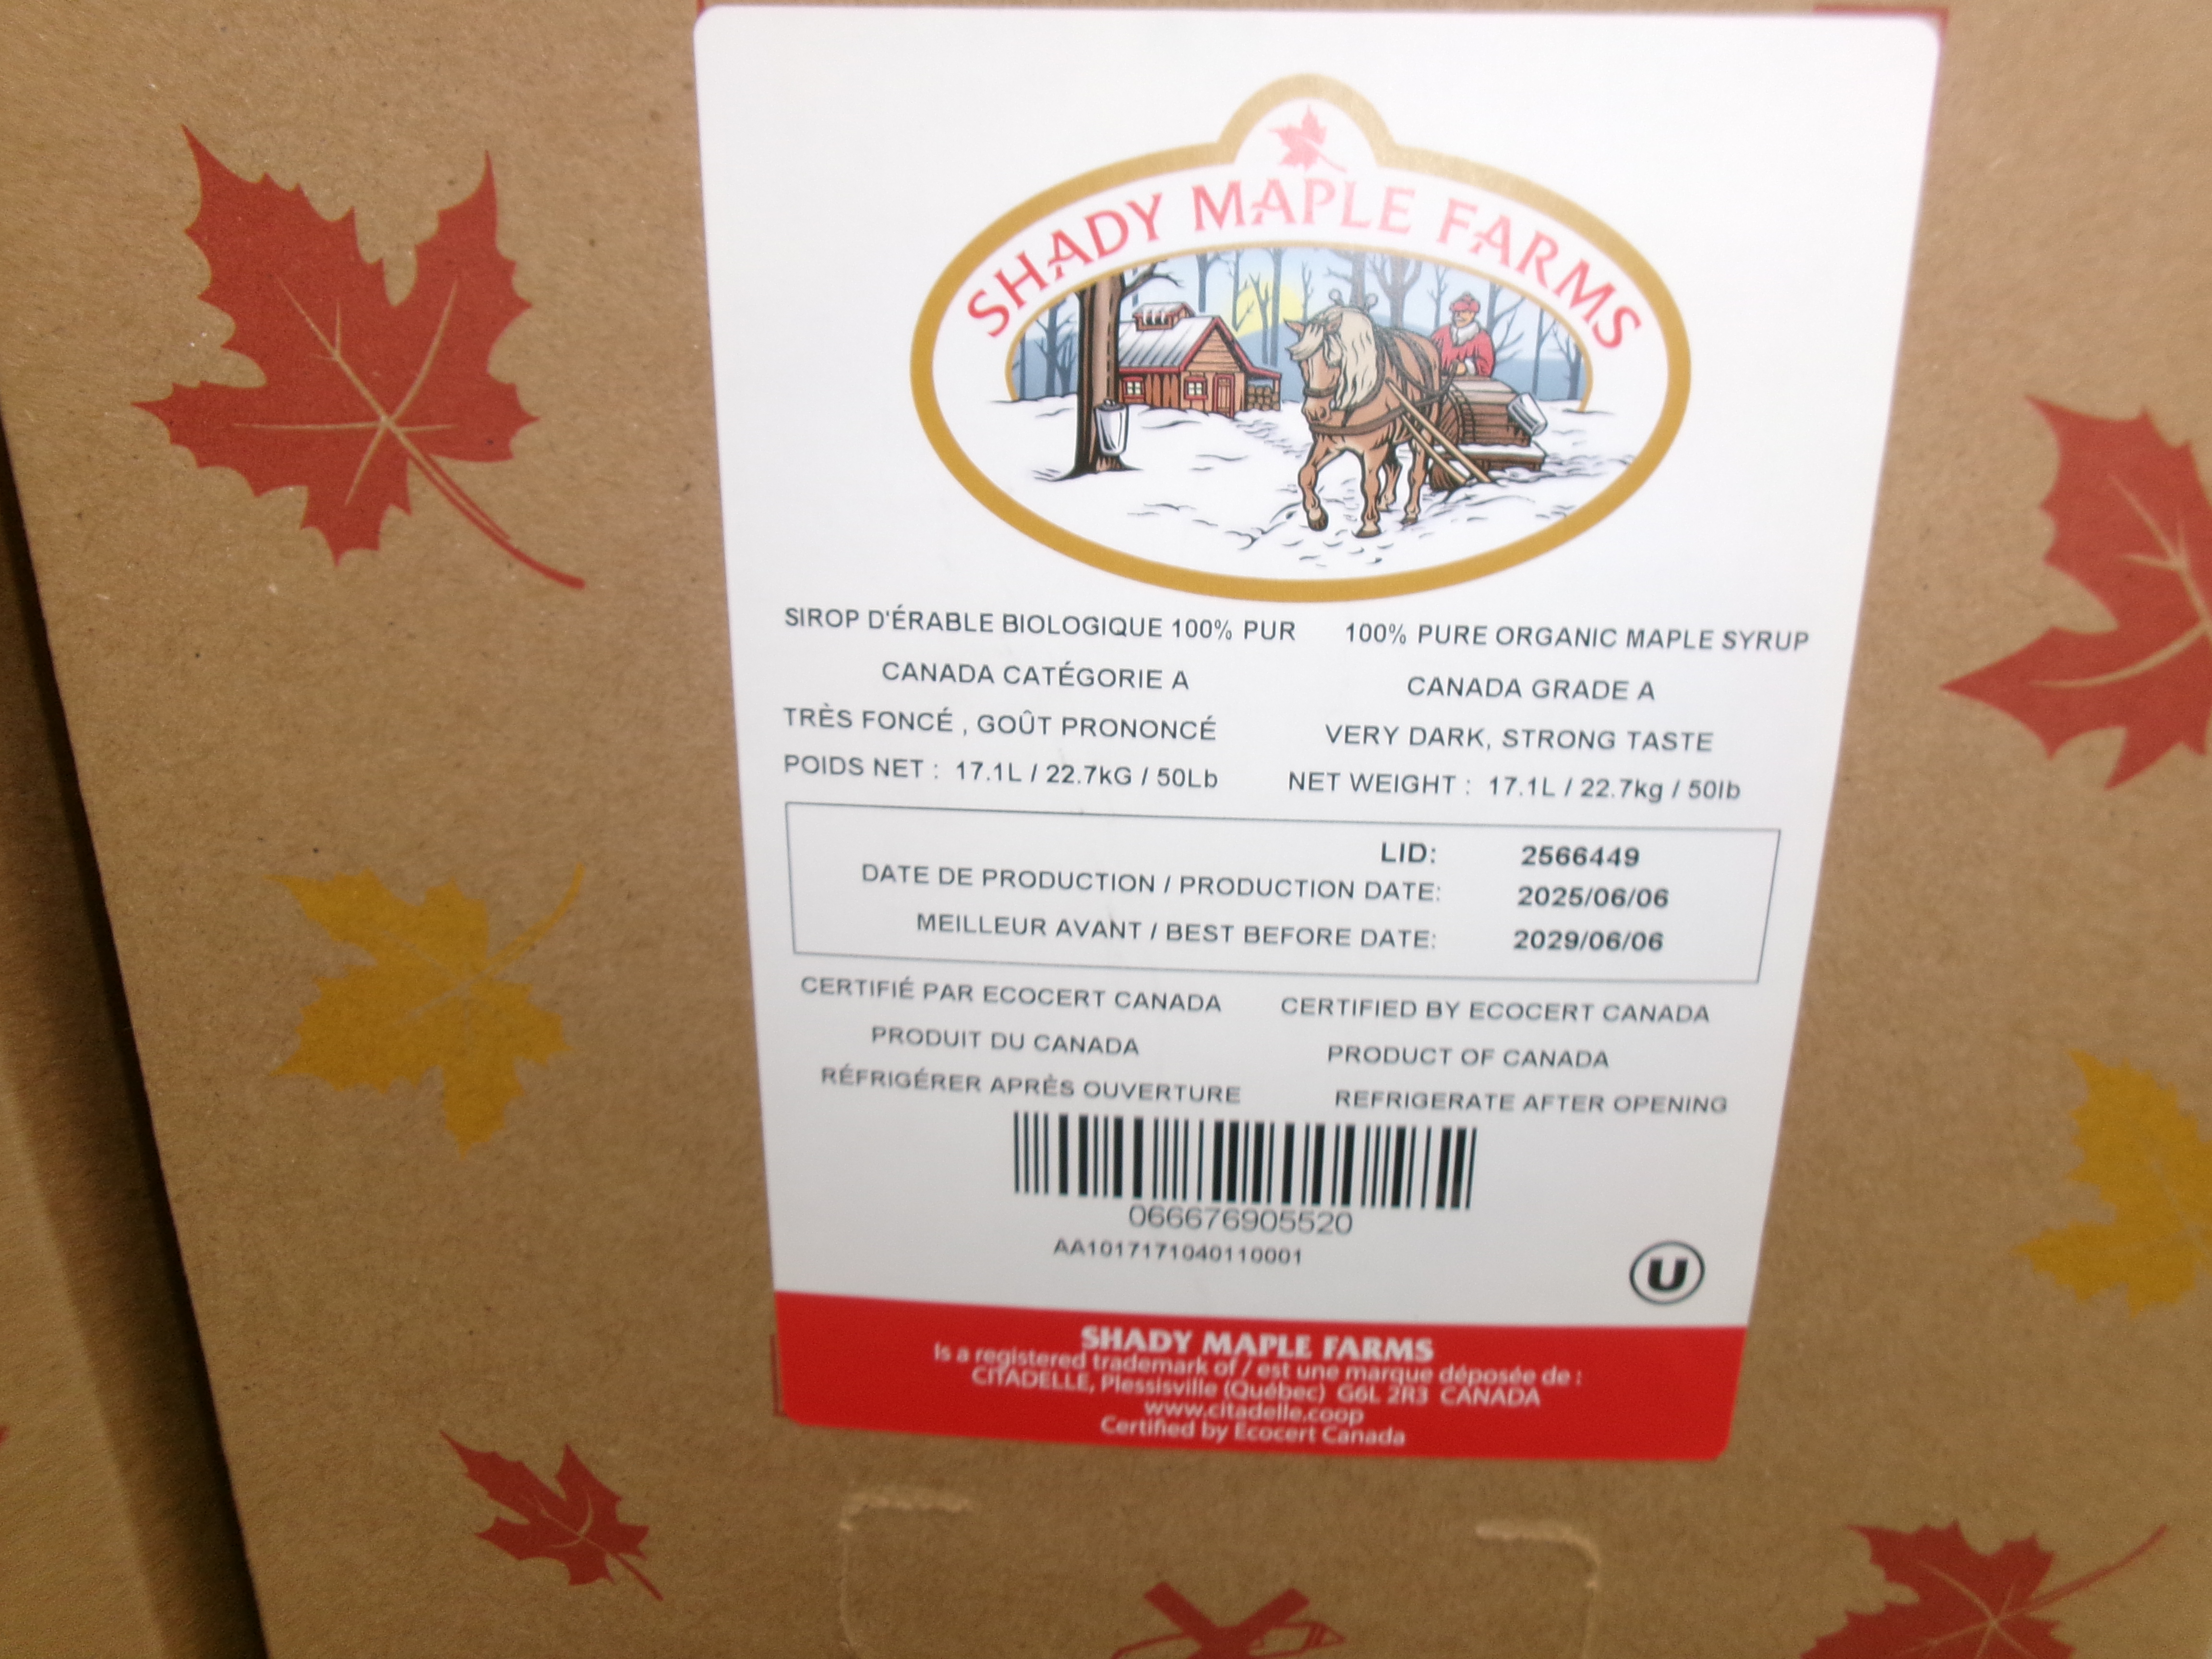 SHADY MAPLE FARMS
SIROP D'ÉRABLE BIOLOGIQUE 100% PUR
100% PURE ORGANIC MAPLE SYRUP
CANADA CATÉGORIE A
CANADA GRADE A
TRÈS FONCÉ , GOÛT PRONONCÉ
VERY DARK, STRONG TASTE
POIDS NET : 17.1L / 22.7kG / 50Lb
NET WEIGHT : 17.1L / 22.7kg / 50lb
LID: 2566449
DATE DE PRODUCTION / PRODUCTION DATE: 2025/06/06
MEILLEUR AVANT / BEST BEFORE DATE: 2029/06/06
CERTIFIÉ PAR ECOCERT CANADA
CERTIFIED BY ECOCERT CANADA
PRODUIT DU CANADA
PRODUCT OF CANADA
RÉFRIGÉRER APRÈS OUVERTURE
REFRIGERATE AFTER OPENING
066676905520
AA1017171040110001
U
SHADY MAPLE FARMS
Is a registered trademark of / est une marque déposée de :
CITADELLE, Plessisville (Québec) G6L 2R3 CANADA
www.citadelle.coop
Certified by Ecocert Canada